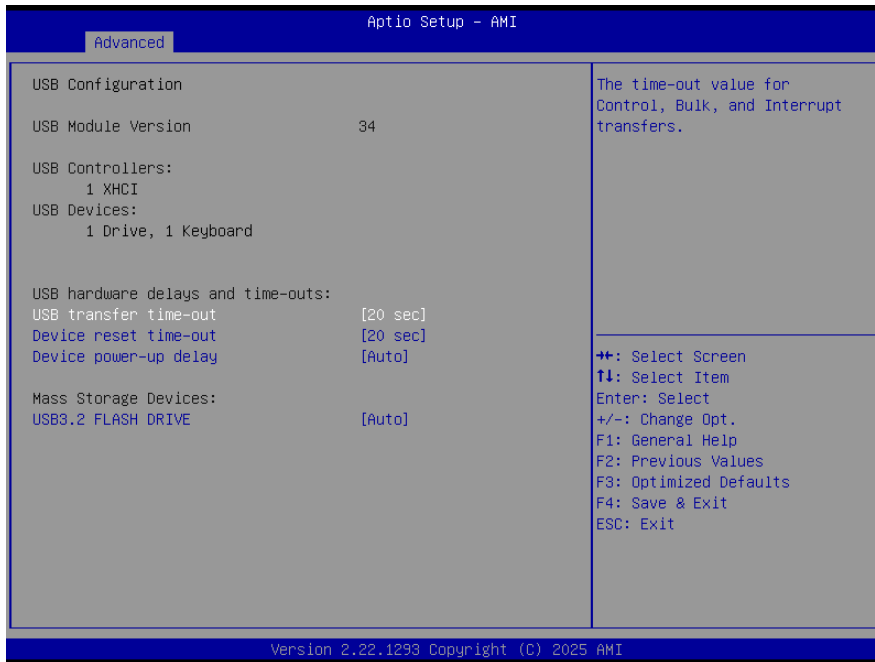 Aptio Setup - AMI
Advanced
USB Configuration
USB Module Version 34
USB Controllers:
1 XHCI
USB Devices:
1 Drive, 1 Keyboard
USB hardware delays and time-outs:
USB transfer time-out [20 sec]
Device reset time-out [20 sec]
Device power-up delay [Auto]
Mass Storage Devices:
USB3.2 FLASH DRIVE [Auto]
The time-out value for
Control, Bulk, and Interrupt
transfers.
→←: Select Screen
↑↓: Select Item
Enter: Select
+/-: Change Opt.
F1: General Help
F2: Previous Values
F3: Optimized Defaults
F4: Save & Exit
ESC: Exit
Version 2.22.1293 Copyright (C) 2025 AMI